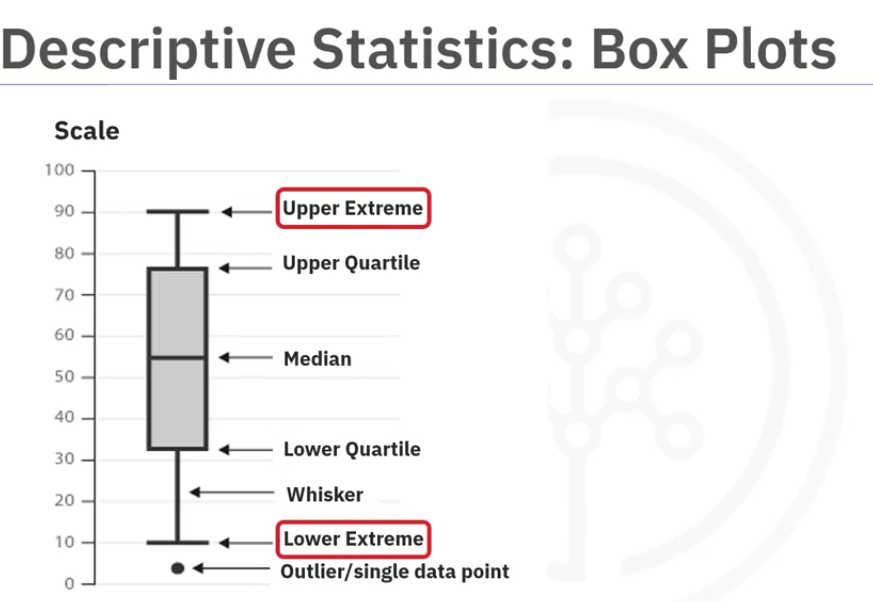 Descriptive Statistics: Box Plots
Scale
100
90
Upper Extreme
80
Upper Quartile
70
60
Median
50
40
Lower Quartile
30
Whisker
20
10
Lower Extreme
Outlier/single data point
0